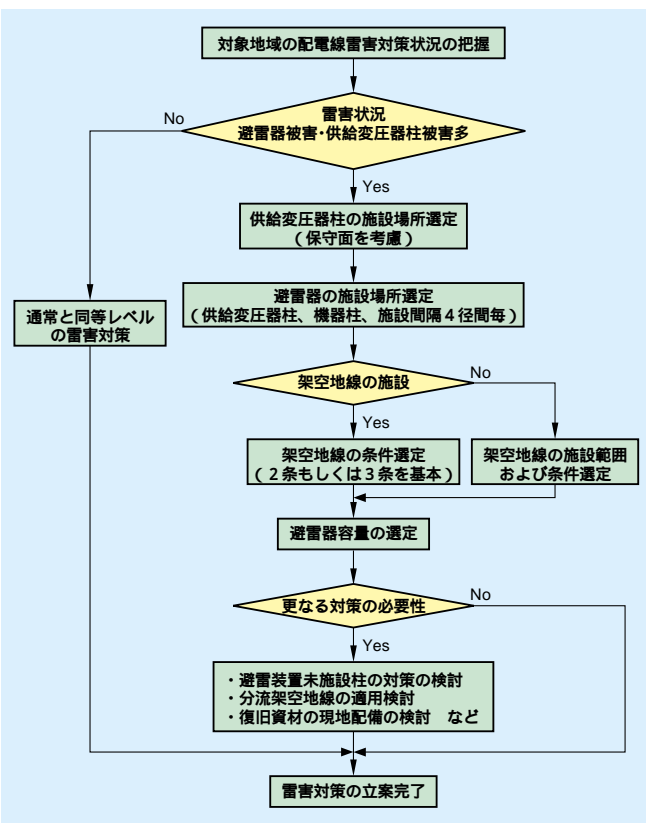 対象地域の配電線雷害対策状況の把握
雷害状況
避雷器被害・供給変圧器柱被害多
No
Yes
供給変圧器柱の施設場所選定
（保守面を考慮）
避雷器の施設場所選定
（供給変圧器柱、機器柱、施設間隔４径間毎）
通常と同等レベル
の雷害対策
架空地線の施設
No
Yes
架空地線の条件選定
（２条もしくは３条を基本）
架空地線の施設範囲
および条件選定
避雷器容量の選定
更なる対策の必要性
No
Yes
・避雷装置未施設柱の対策の検討
・分流架空地線の適用検討
・復旧資材の現地配備の検討　など
雷害対策の立案完了